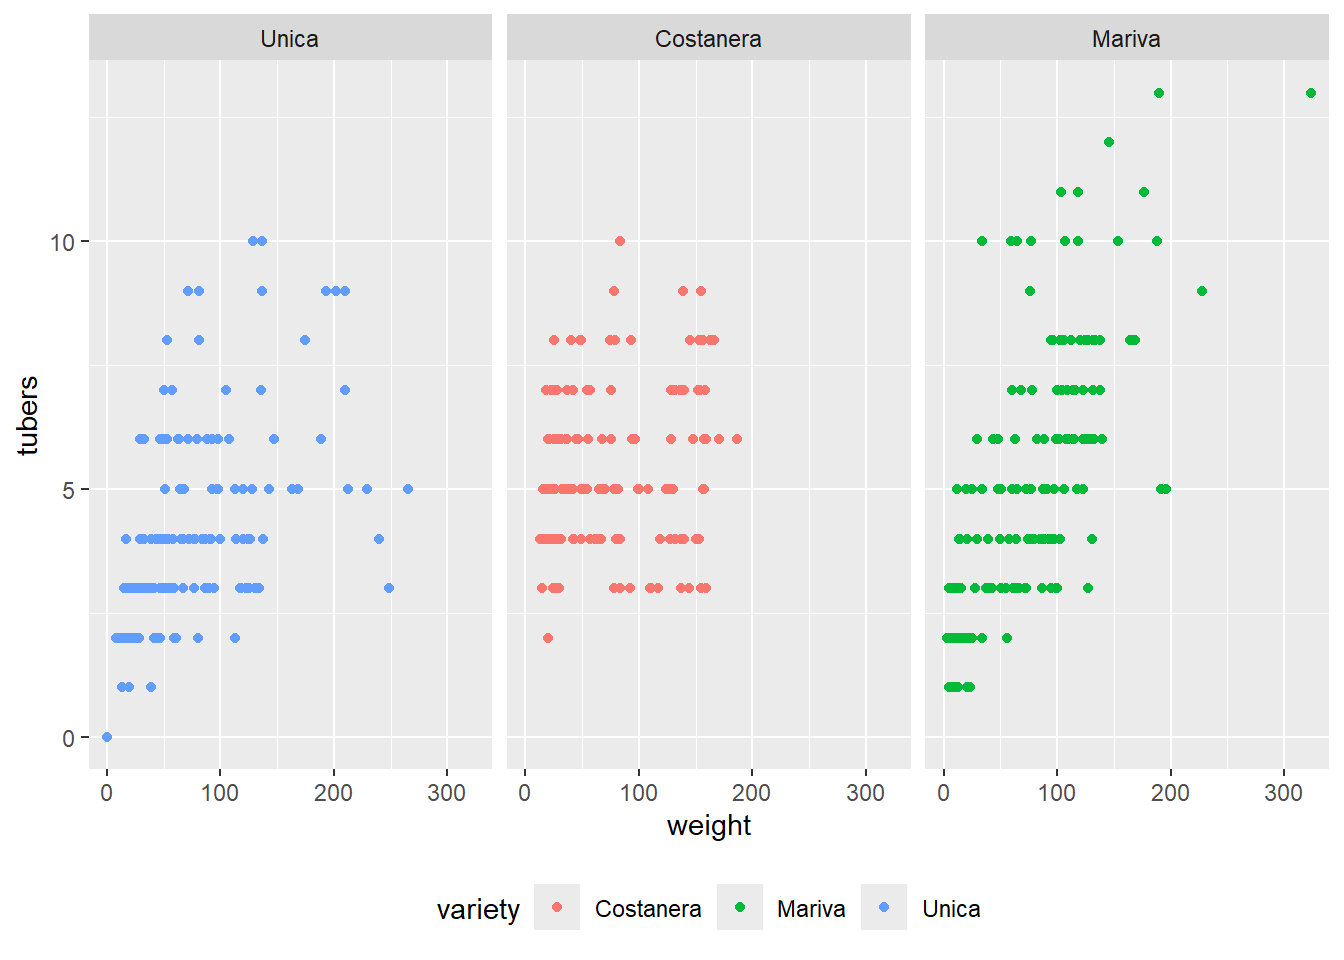 Unica Costanera Mariva
10
5
0
tubers
0 100 200 300 0 100 200 300 0 100 200 300
weight
variety Costanera Mariva Unica